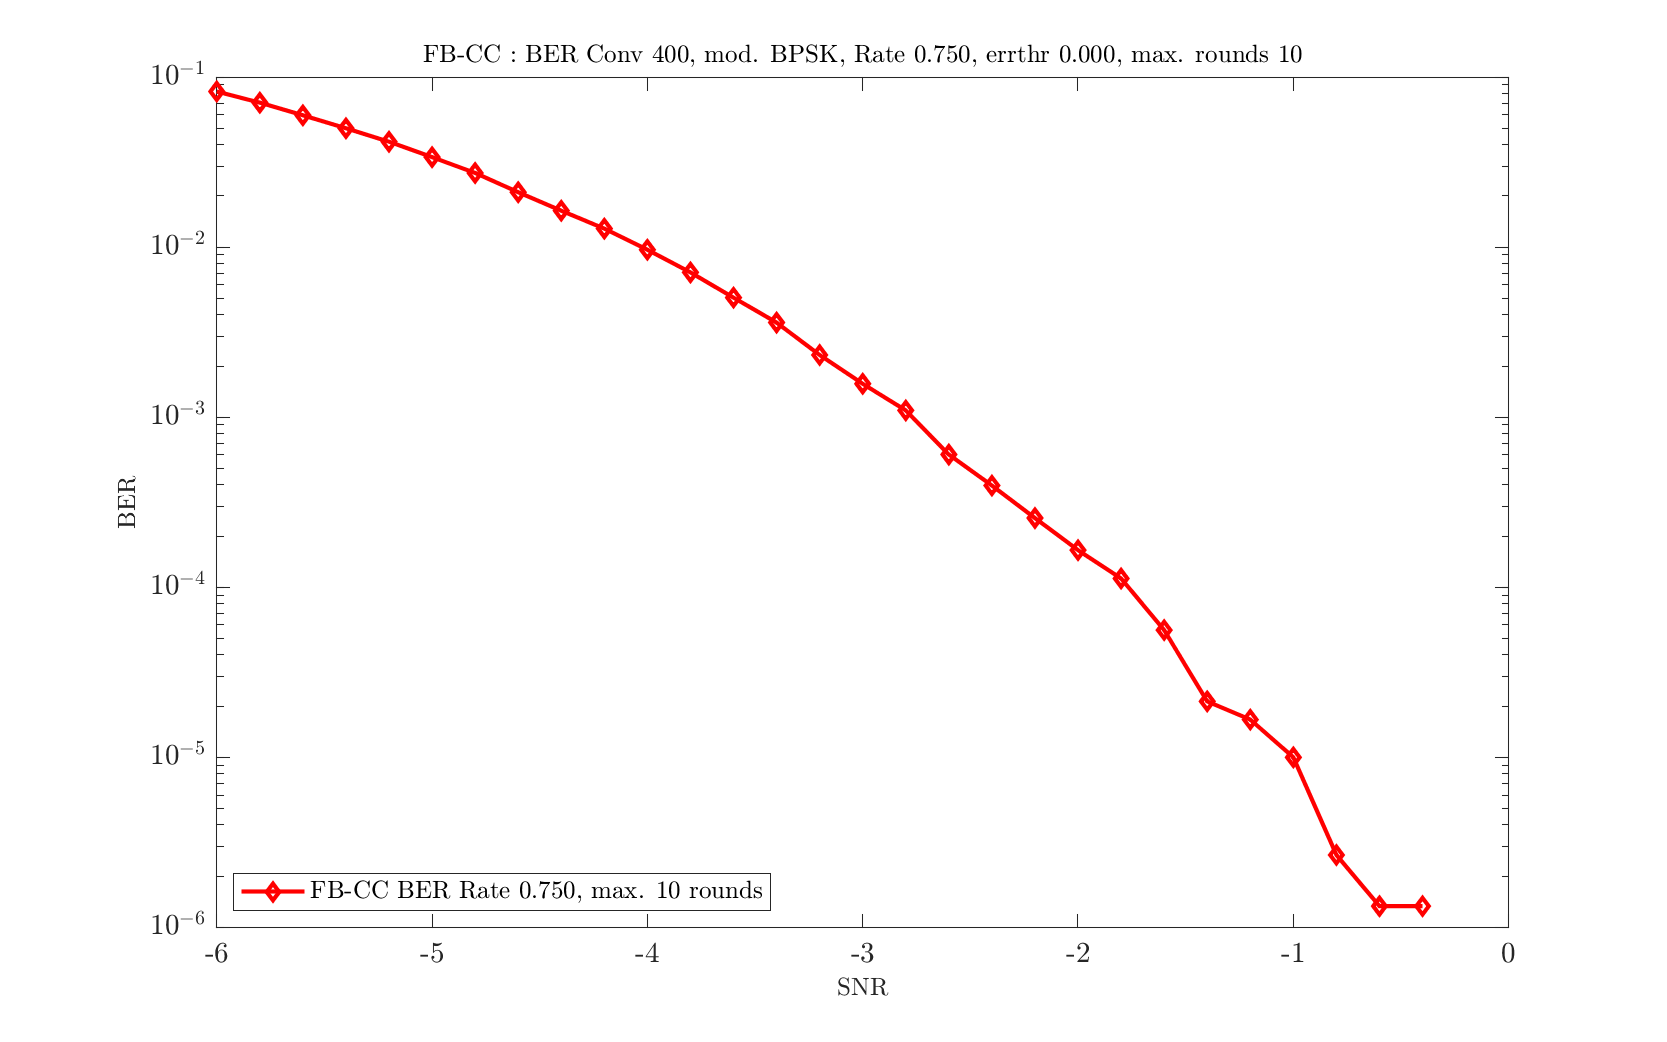 FB-CC : BER Conv 400, mod. BPSK, Rate 0.750, errthr 0.000, max. rounds 10
10⁻¹
10⁻²
10⁻³
10⁻⁴
10⁻⁵
10⁻⁶
BER
FB-CC BER Rate 0.750, max. 10 rounds
-6 -5 -4 -3 -2 -1 0
SNR